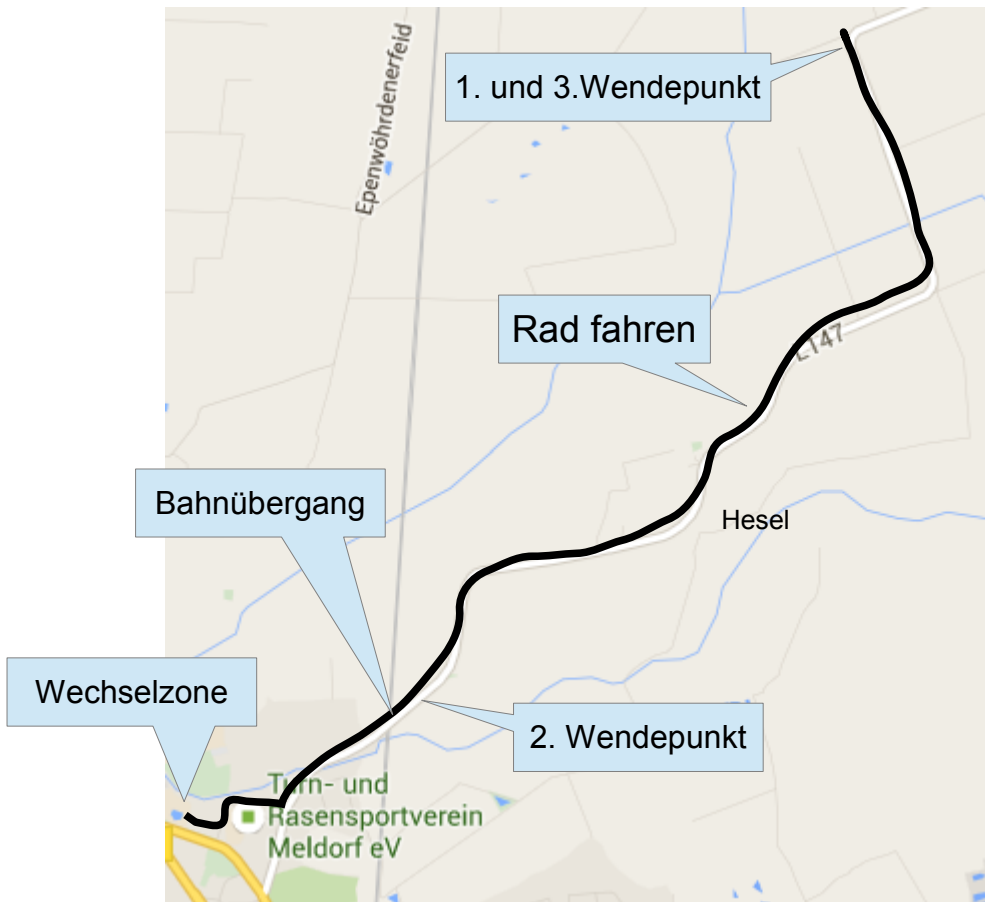 1. und 3.Wendepunkt
Epenwöhrdenerfeld
Rad fahren
L147
Bahnübergang
Hesel
Wechselzone
2. Wendepunkt
Turn- und
Rasensportverein
Meldorf eV